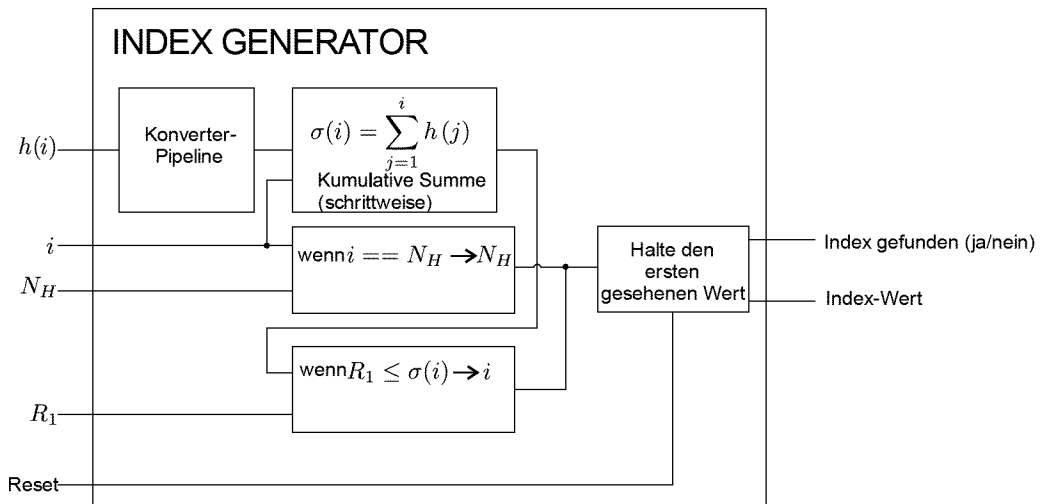 INDEX GENERATOR
h(i)
Konverter-
Pipeline
σ(i) = ∑_{j=1}^{i} h(j)
Kumulative Summe
(schrittweise)
i
wenn i == N_H → N_H
N_H
Halte den
ersten
gesehenen Wert
Index gefunden (ja/nein)
Index-Wert
wenn R_1 ≤ σ(i) → i
R_1
Reset